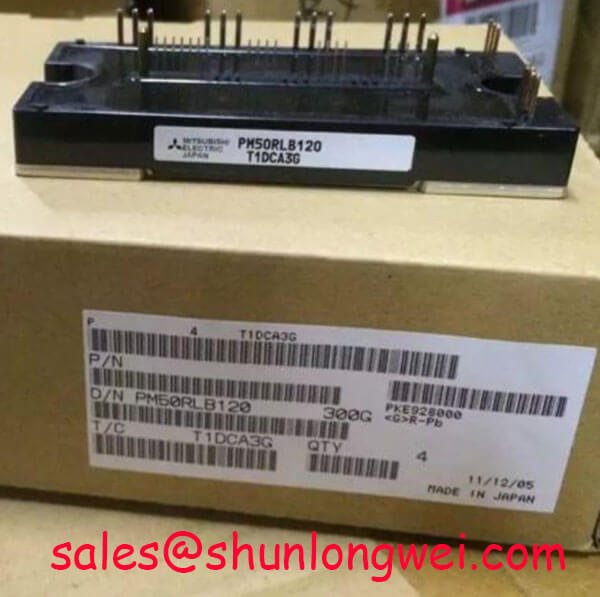 MITSUBISHI
ELECTRIC
JAPAN
PM50RLB120
T1DCA3G
P 4 T1DCA3G
P/N
D/N PM50RLB120 300G
PKE928000
<G>R-Pb
T/C T1DCA3G QTY 4
11/12/05
MADE IN JAPAN
sales@shunlongwei.com